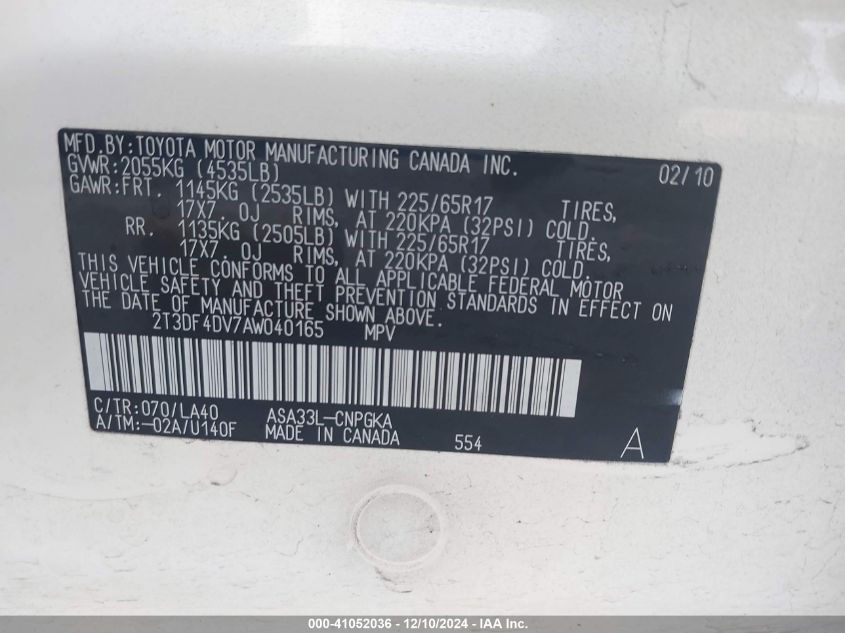 MFD.BY:TOYOTA MOTOR MANUFACTURING CANADA INC. 02/10
GVWR:2055KG (4535LB)
GAWR:FRT. 1145KG (2535LB) WITH 225/65R17 TIRES,
17X7.0J RIMS, AT 220KPA (32PSI) COLD.
RR. 1135KG (2505LB) WITH 225/65R17 TIRES,
17X7.0J RIMS, AT 220KPA (32PSI) COLD.
THIS VEHICLE CONFORMS TO ALL APPLICABLE FEDERAL MOTOR
VEHICLE SAFETY AND THEFT PREVENTION STANDARDS IN EFFECT ON
THE DATE OF MANUFACTURE SHOWN ABOVE.
2T3DF4DV7AW040165 MPV
C/TR:070/LA40 ASA33L-CNPGKA
A/TM:-02A/U140F MADE IN CANADA 554 A
000-41052036 - 12/10/2024 - IAA Inc.